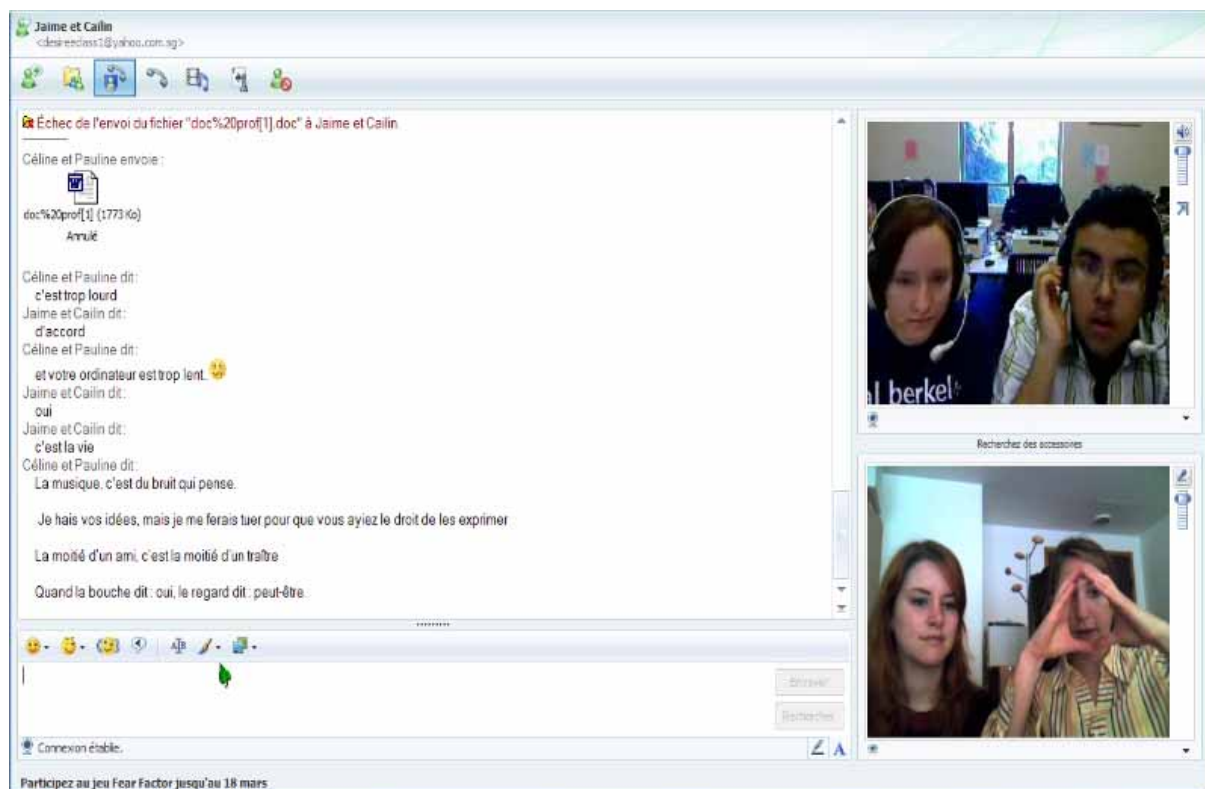 Jaime et Cailin
<desireeclass1@yahoo.com.sg>
Échec de l'envoi du fichier "doc%20prof[1].doc" à Jaime et Cailin.
Céline et Pauline envoie :
doc%20prof[1] (1773 Ko)
Annulé
Céline et Pauline dit :
c'est trop lourd
Jaime et Cailin dit :
d'accord
Céline et Pauline dit :
et votre ordinateur est trop lent..
Jaime et Cailin dit :
oui
Jaime et Cailin dit :
c'est la vie
Céline et Pauline dit :
La musique, c'est du bruit qui pense.
Je hais vos idées, mais je me ferais tuer pour que vous ayiez le droit de les exprimer
La moitié d'un ami, c'est la moitié d'un traître
Quand la bouche dit : oui, le regard dit : peut-être.
Envoyer
Rechercher
Connexion établie.
A
Participez au jeu Fear Factor jusqu'au 18 mars
al berkel
Recherchez des accessoires